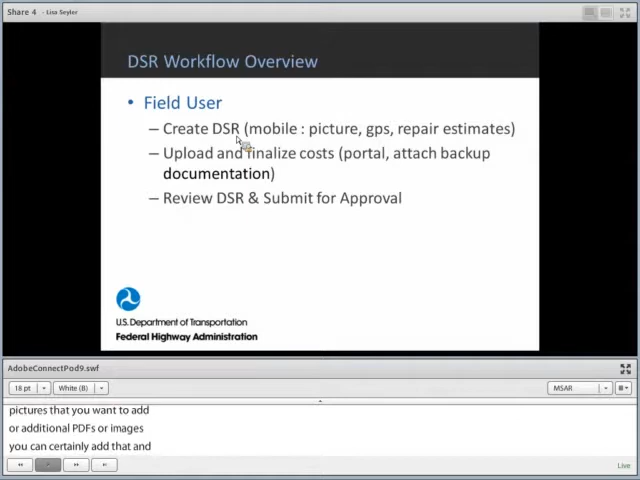 Share 4 - Lisa Seyler
DSR Workflow Overview
• Field User
– Create DSR (mobile : picture, gps, repair estimates)
– Upload and finalize costs (portal, attach backup
documentation)
– Review DSR & Submit for Approval
U.S. Department of Transportation
Federal Highway Administration
AdobeConnectPod9.swf
18 pt
White (B)
MSAR
pictures that you want to add
or additional PDFs or images
you can certainly add that and
Live